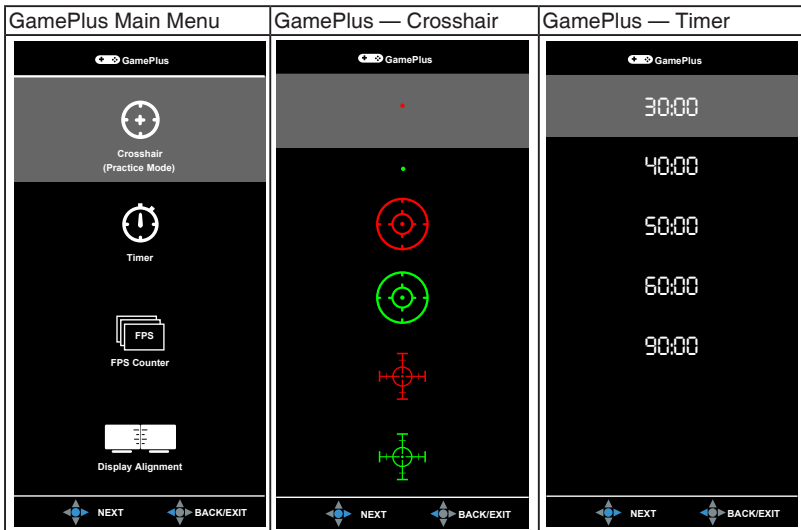 GamePlus Main Menu
GamePlus
Crosshair
(Practice Mode)
Timer
FPS
FPS Counter
Display Alignment
NEXT BACK/EXIT
GamePlus — Crosshair
GamePlus
NEXT BACK/EXIT
GamePlus — Timer
GamePlus
30:00
40:00
50:00
60:00
90:00
NEXT BACK/EXIT